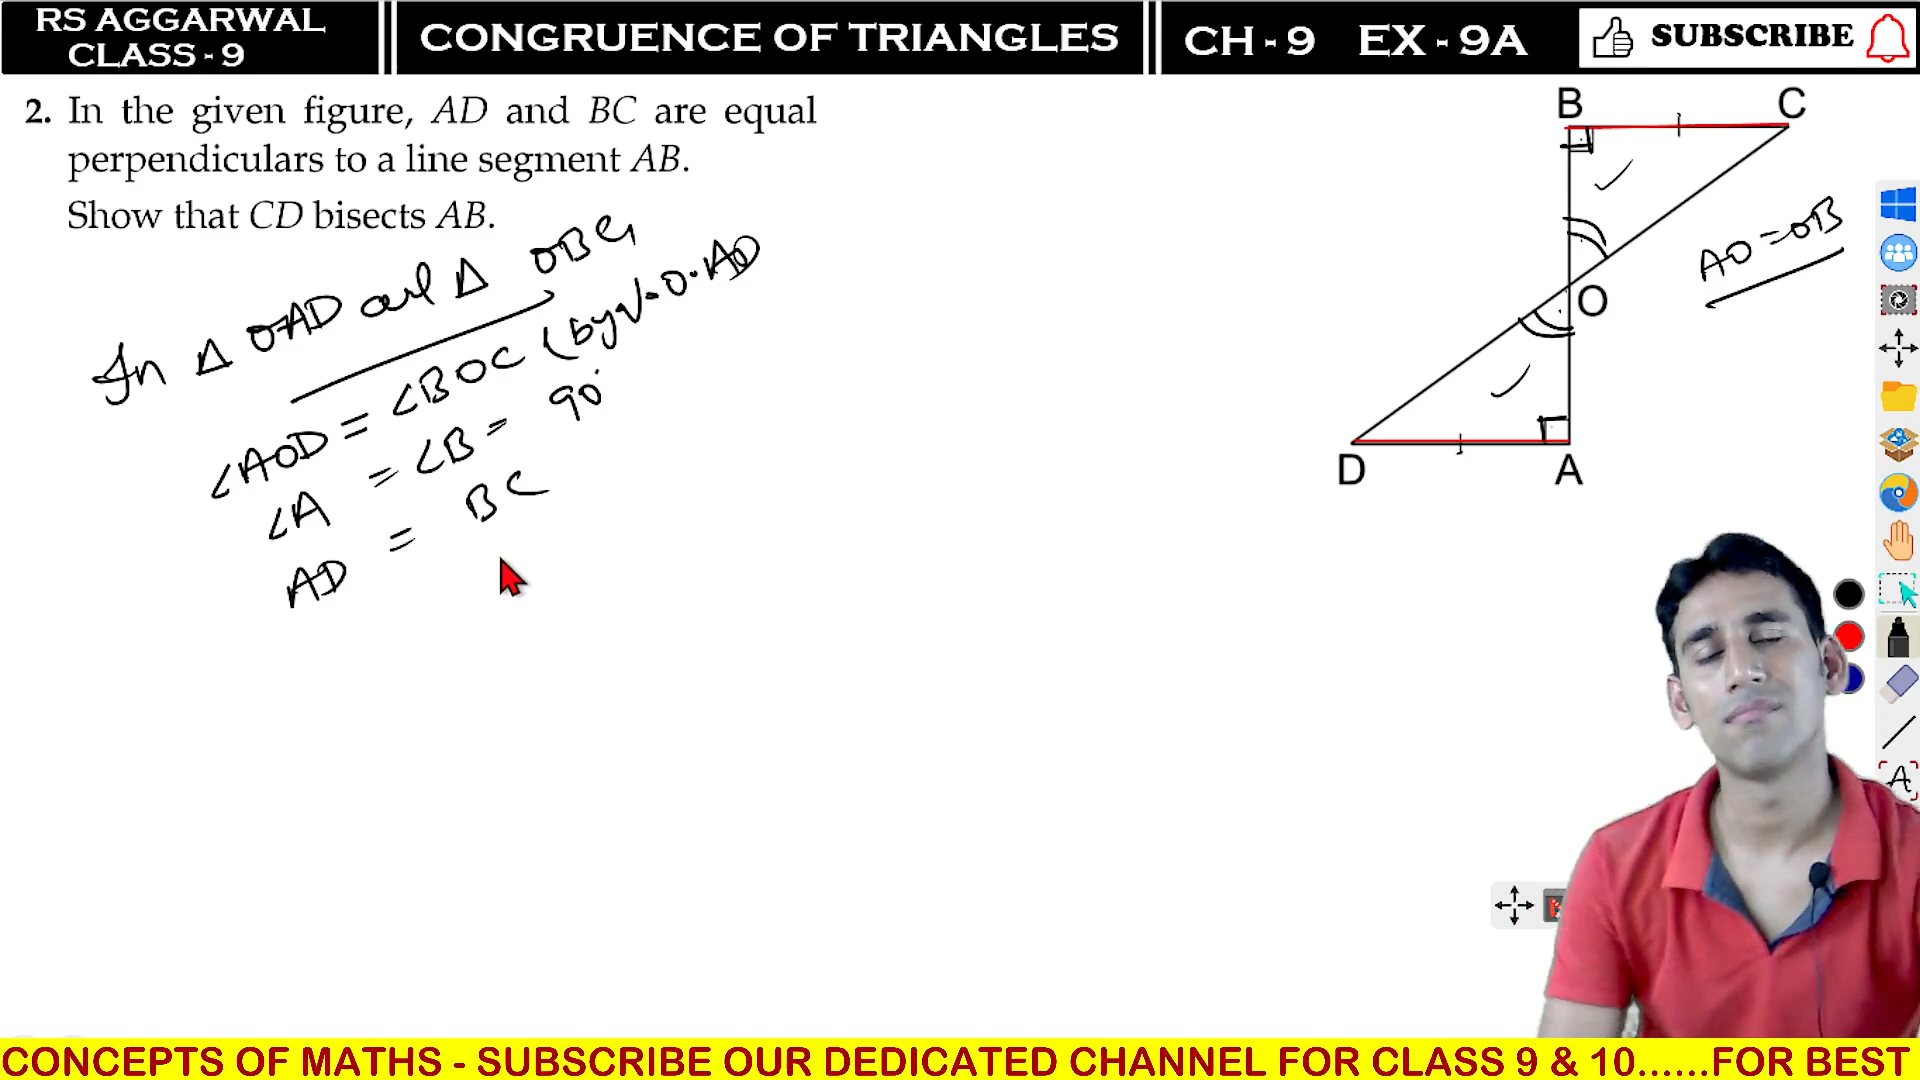 RS AGGARWAL
CLASS - 9
CONGRUENCE OF TRIANGLES
CH - 9 EX - 9A
SUBSCRIBE
2. In the given figure, AD and BC are equal
perpendiculars to a line segment AB.
Show that CD bisects AB.
In Δ OAD and Δ OBC,
∠AOD = ∠BOC (by V.O.A)
∠A = ∠B = 90°
AD = BC
B C
O
D A
AO = OB
A
CONCEPTS OF MATHS - SUBSCRIBE OUR DEDICATED CHANNEL FOR CLASS 9 & 10......FOR BEST